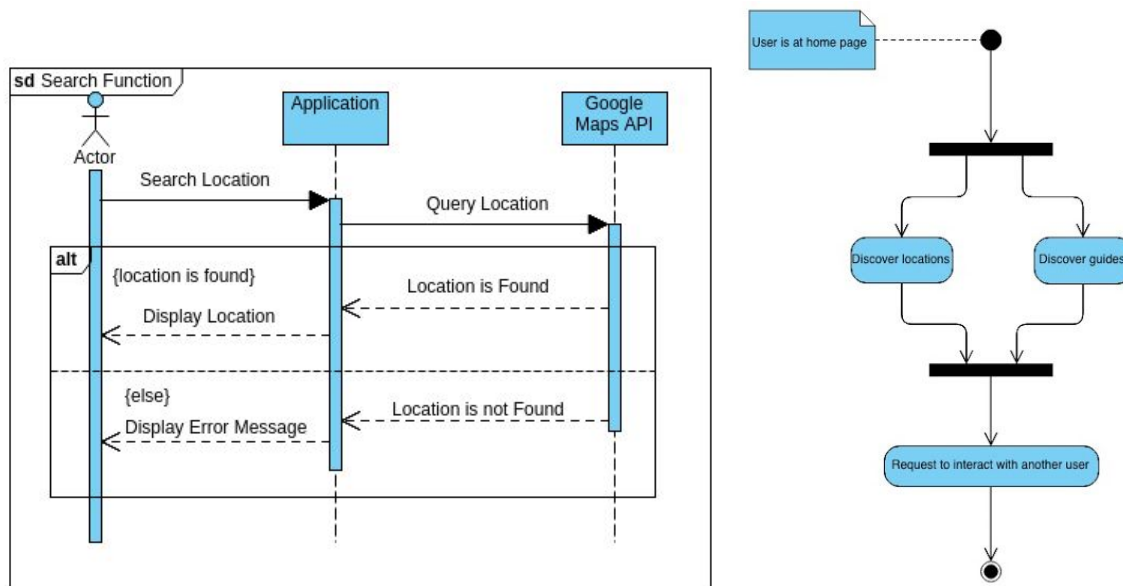 sd Search Function
Actor
Application
Google
Maps API
Search Location
Query Location
alt
{location is found}
Location is Found
Display Location
{else}
Location is not Found
Display Error Message
User is at home page
Discover locations
Discover guides
Request to interact with another user